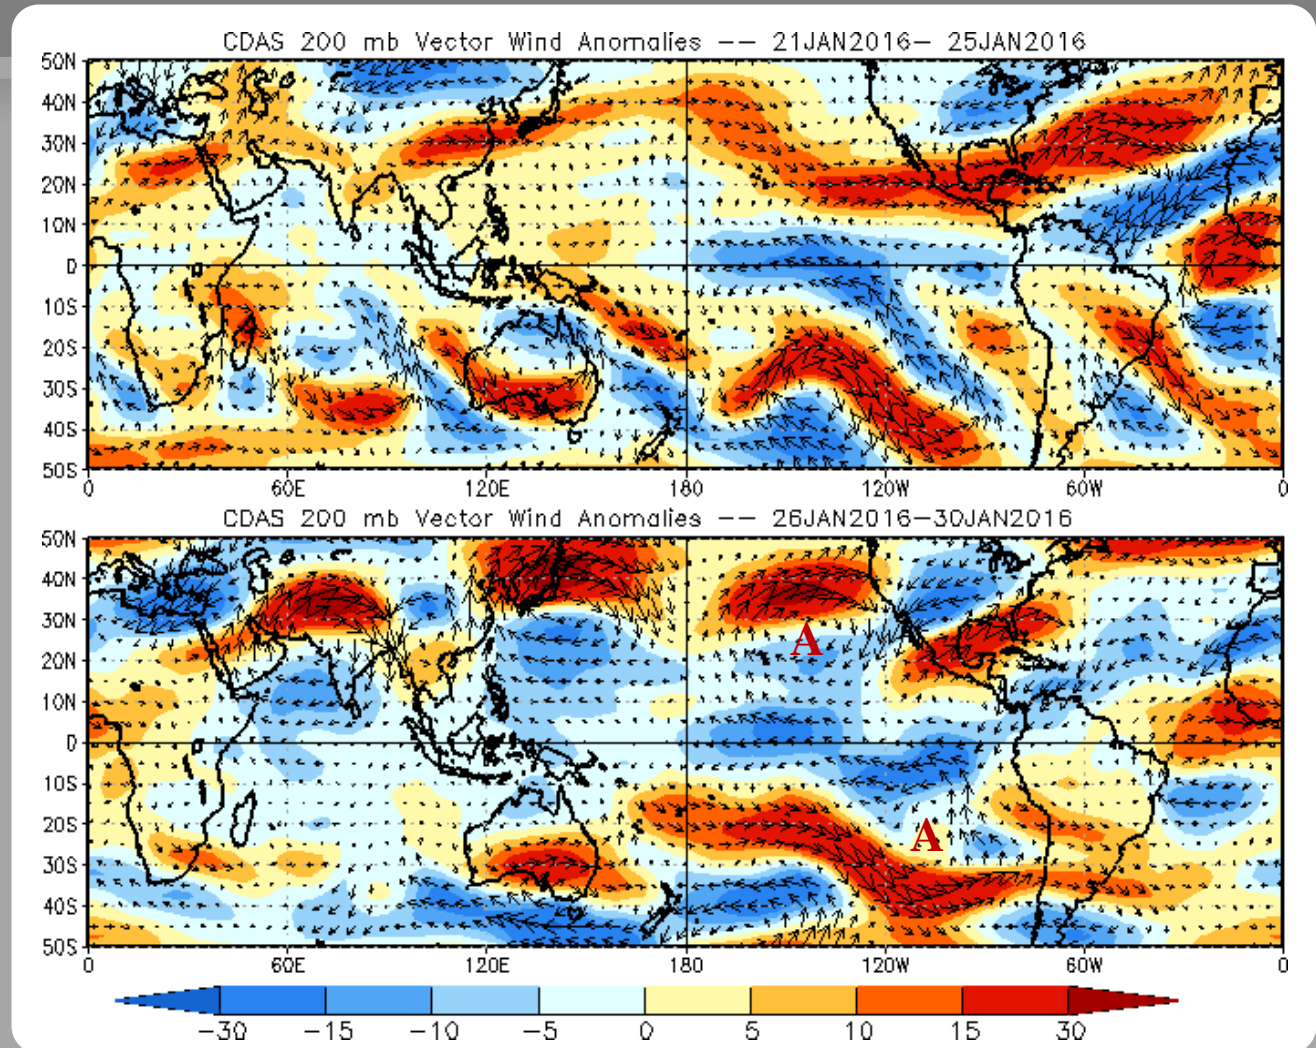 CDAS 200 mb Vector Wind Anomalies -- 21JAN2016- 25JAN2016
50N
40N
30N
20N
10N
0
10S
20S
30S
40S
50S
0 60E 120E 180 120W 60W 0
CDAS 200 mb Vector Wind Anomalies -- 26JAN2016-30JAN2016
50N
40N
30N
A
20N
10N
0
10S
20S
A
30S
40S
50S
0 60E 120E 180 120W 60W 0
-30 -15 -10 -5 0 5 10 15 30